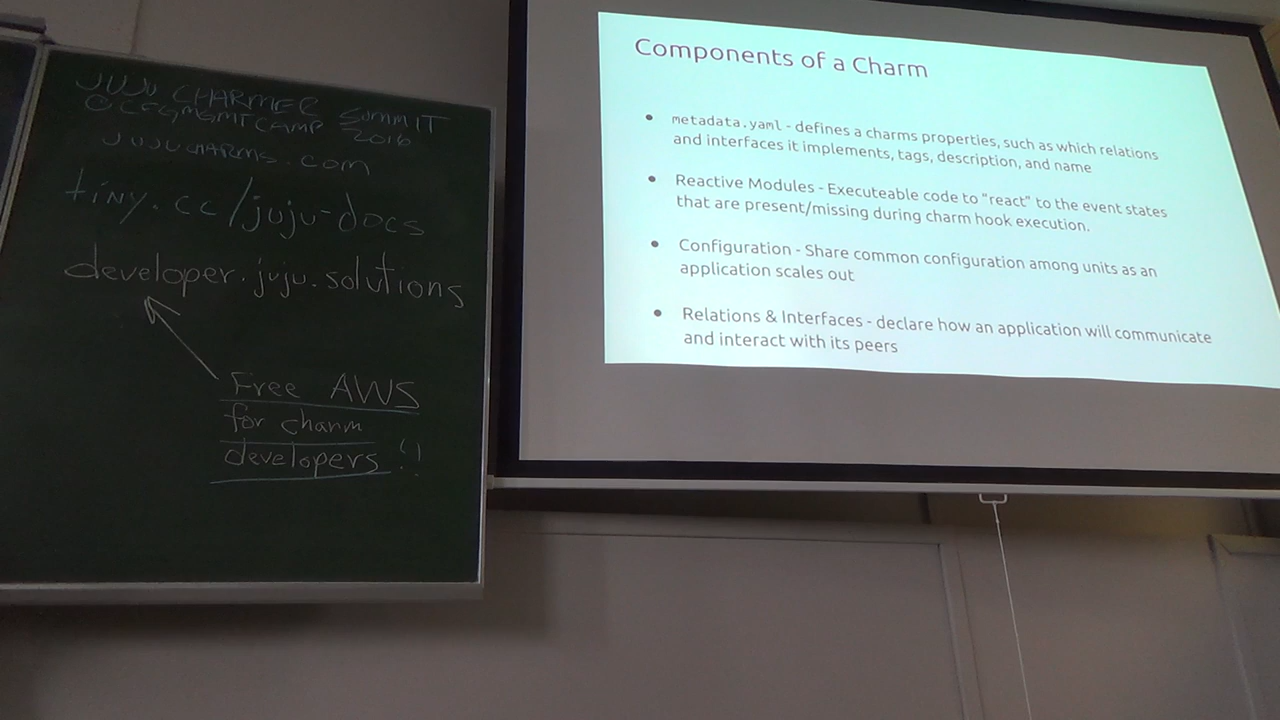 JUJU CHARMER SUMMIT
@CFGMGMTCAMP 2016
JUJUCHARMS.COM
tiny.cc/juju-docs
developer.juju.solutions
Free AWS
for charm
developers !!
Components of a Charm
• metadata.yaml - defines a charms properties, such as which relations
and interfaces it implements, tags, description, and name
• Reactive Modules - Executeable code to "react" to the event states
that are present/missing during charm hook execution.
• Configuration - Share common configuration among units as an
application scales out
• Relations & Interfaces - declare how an application will communicate
and interact with its peers